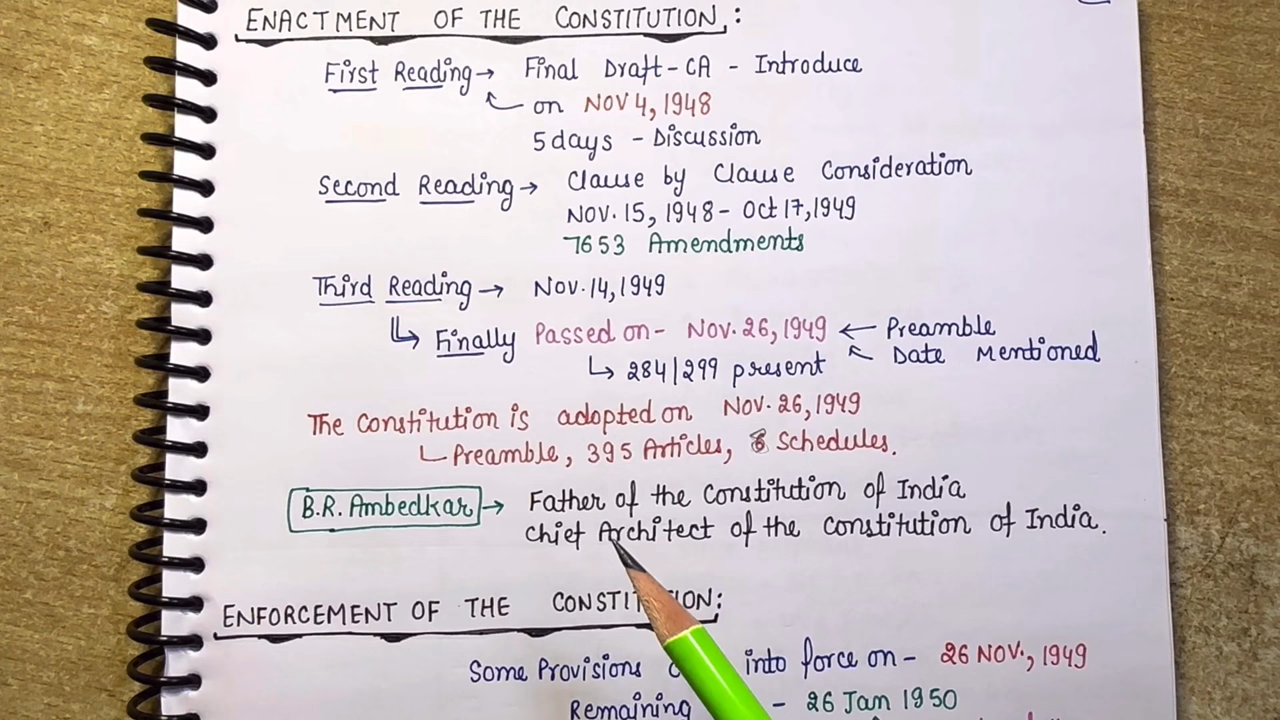 ENACTMENT OF THE CONSTITUTION :
First Reading → Final Draft - CA - Introduce
on NOV 4, 1948
5 days - Discussion
Second Reading → Clause by Clause Consideration
NOV. 15, 1948 - Oct 17, 1949
7653 Amendments
Third Reading → Nov. 14, 1949
↳ Finally Passed on - Nov. 26, 1949 ← Preamble
↳ 284/299 present Date Mentioned
The Constitution is adopted on Nov. 26, 1949
Preamble, 395 Articles, Schedules.
B.R. Ambedkar → Father of the Constitution of India
Chief Architect of the constitution of India.
ENFORCEMENT OF THE CONSTITUTION :
Some Provisions into force on - 26 NOV., 1949
Remaining - 26 Jan 1950